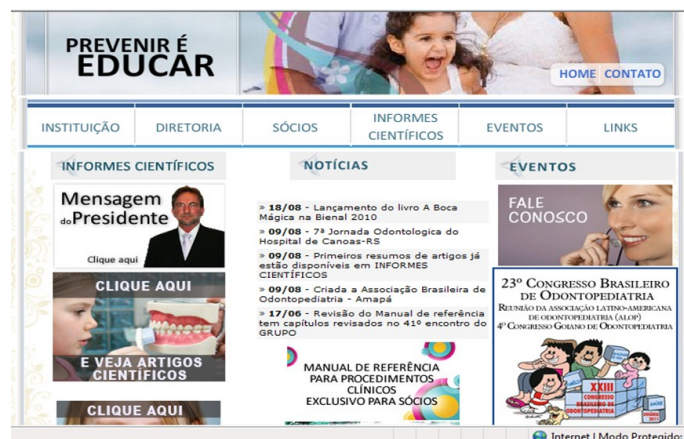 PREVENIR É
EDUCAR
HOME CONTATO
INSTITUIÇÃO DIRETORIA SÓCIOS INFORMES CIENTÍFICOS EVENTOS LINKS
INFORMES CIENTÍFICOS
Mensagem
do Presidente
Clique aqui
CLIQUE AQUI
E VEJA ARTIGOS
CIENTÍFICOS
CLIQUE AQUI
NOTÍCIAS
» 18/08 - Lançamento do livro A Boca
Mágica na Bienal 2010
» 09/08 - 7ª Jornada Odontologica do
Hospital de Canoas-RS
» 09/08 - Primeiros resumos de artigos já
estão disponíveis em INFORMES
CIENTÍFICOS
» 09/08 - Criada a Associação Brasileira de
Odontopediatria - Amapá
» 17/06 - Revisão do Manual de referência
tem capítulos revisados no 41º encontro do
GRUPO
MANUAL DE REFERÊNCIA
PARA PROCEDIMENTOS
CLÍNICOS
EXCLUSIVO PARA SÓCIOS
EVENTOS
FALE
CONOSCO
23º CONGRESSO BRASILEIRO
DE ODONTOPEDIATRIA
REUNIÃO DA ASSOCIAÇÃO LATINO-AMERICANA
DE ODONTOPEDIATRIA (ALOP)
4º CONGRESSO GOIANO DE ODONTOPEDIATRIA
XXIII
CONGRESSO
BRASILEIRO DE
ODONTOPEDIATRIA
Internet | Modo Protegido: